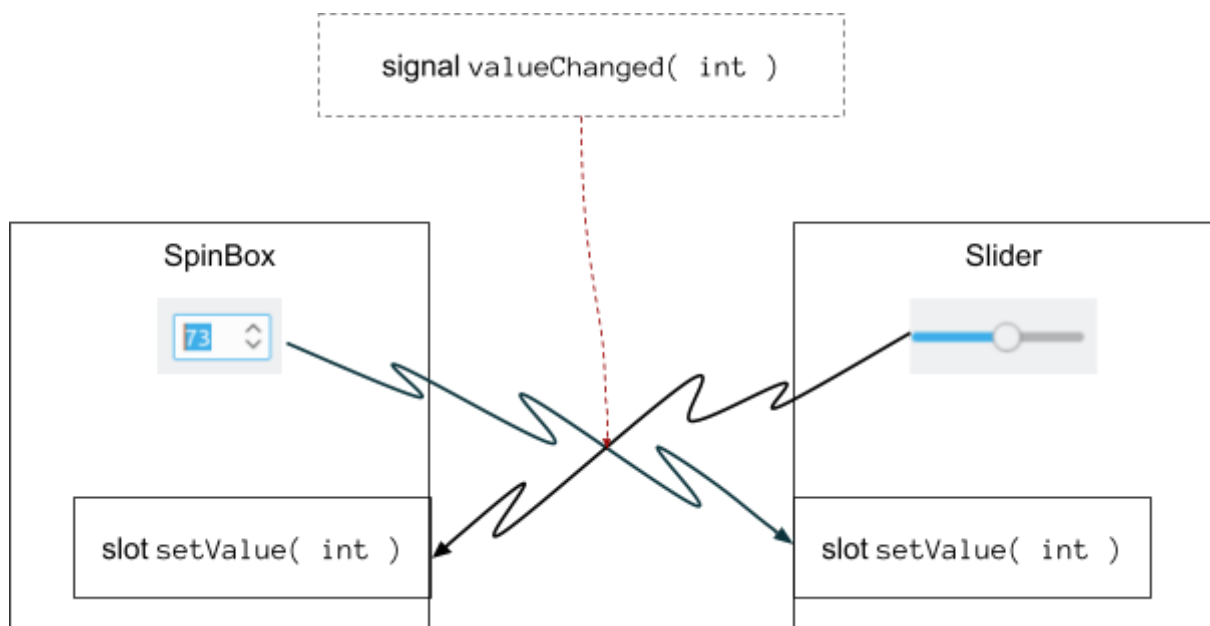 signal valueChanged( int )
SpinBox
Slider
73
slot setValue( int )
slot setValue( int )